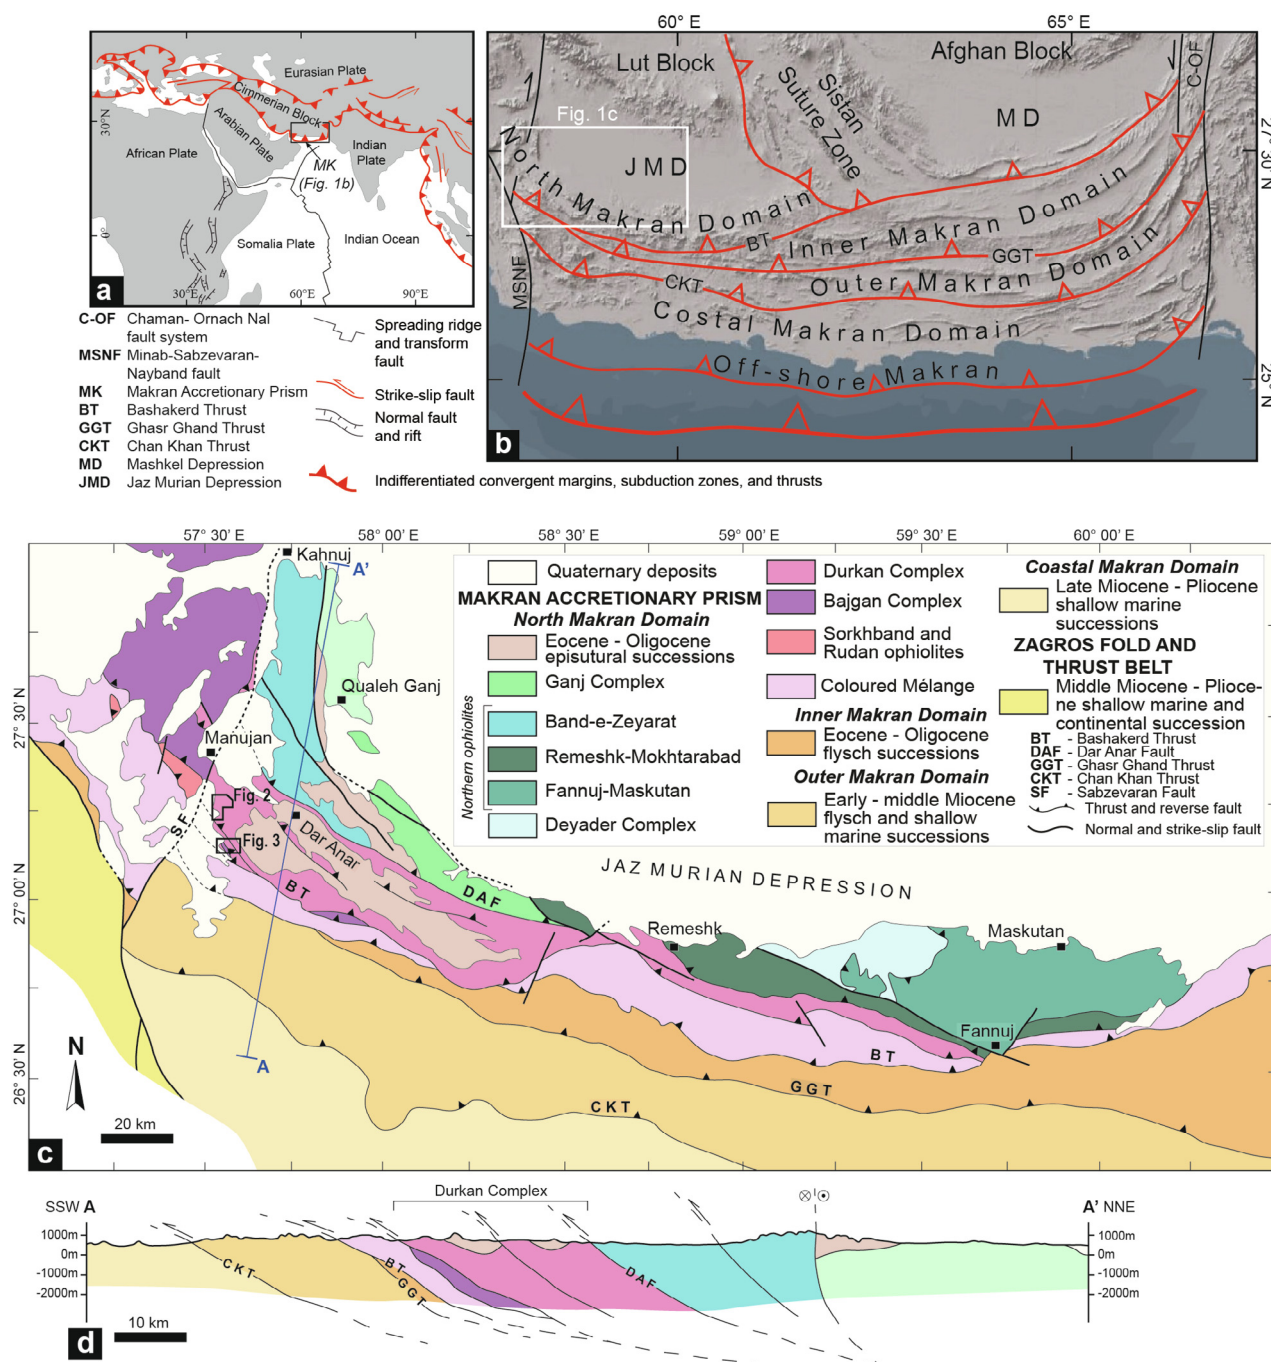 60° E
65° E
30°N
0°
Eurasian Plate
Cimmerian Block
Arabian Plate
African Plate
Indian
Plate
MK
(Fig. 1b)
Somalia Plate
Indian Ocean
a
30°E
60°E
90°E
Lut Block
Afghan Block
Sistan
Suture Zone
C-OF
Fig. 1c
MD
JMD
North Makran Domain
BT
Inner Makran Domain
GGT
Outer Makran Domain
CKT
MSNF
Costal Makran Domain
Off-shore Makran
27° 30' N
25° N
b
C-OF Chaman- Ornach Nal
fault system
MSNF Minab-Sabzevaran-
Nayband fault
MK Makran Accretionary Prism
BT Bashakerd Thrust
GGT Ghasr Ghand Thrust
CKT Chan Khan Thrust
MD Mashkel Depression
JMD Jaz Murian Depression
Spreading ridge
and transform
fault
Strike-slip fault
Normal fault
and rift
Indifferentiated convergent margins, subduction zones, and thrusts
57° 30' E
58° 00' E
58° 30' E
59° 00' E
59° 30' E
60° 00' E
27° 30' N
27° 00' N
26° 30' N
Kahnuj
A'
Qualeh Ganj
Manujan
Fig. 2
SF
Fig. 3
Dar Anar
BT
DAF
JAZ MURIAN DEPRESSION
Remeshk
Maskutan
Fannuj
BT
GGT
CKT
A
N
20 km
c
Quaternary deposits
MAKRAN ACCRETIONARY PRISM
North Makran Domain
Eocene - Oligocene
episutural successions
Ganj Complex
Northern ophiolites
Band-e-Zeyarat
Remeshk-Mokhtarabad
Fannuj-Maskutan
Deyader Complex
Durkan Complex
Bajgan Complex
Sorkhband and
Rudan ophiolites
Coloured Mélange
Inner Makran Domain
Eocene - Oligocene
flysch successions
Outer Makran Domain
Early - middle Miocene
flysch and shallow
marine successions
Coastal Makran Domain
Late Miocene - Pliocene
shallow marine
successions
ZAGROS FOLD AND
THRUST BELT
Middle Miocene - Plioce-
ne shallow marine and
continental succession
BT - Bashakerd Thrust
DAF - Dar Anar Fault
GGT - Ghasr Ghand Thrust
CKT - Chan Khan Thrust
SF - Sabzevaran Fault
Thrust and reverse fault
Normal and strike-slip fault
Durkan Complex
SSW A
A' NNE
1000m
0m
-1000m
-2000m
CKT
BT
GGT
DAF
1000m
0m
-1000m
-2000m
d
10 km